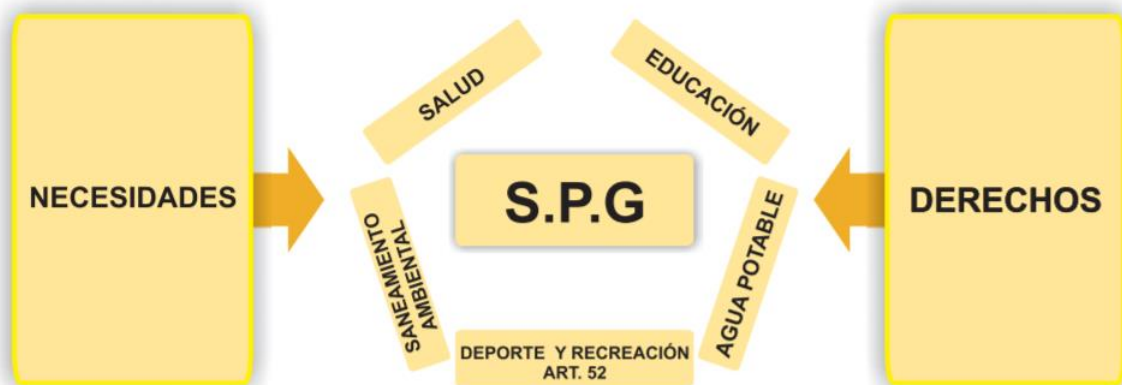 NECESIDADES
SALUD
EDUCACIÓN
S.P.G
SANEAMIENTO
AMBIENTAL
AGUA POTABLE
DEPORTE Y RECREACIÓN
ART. 52
DERECHOS